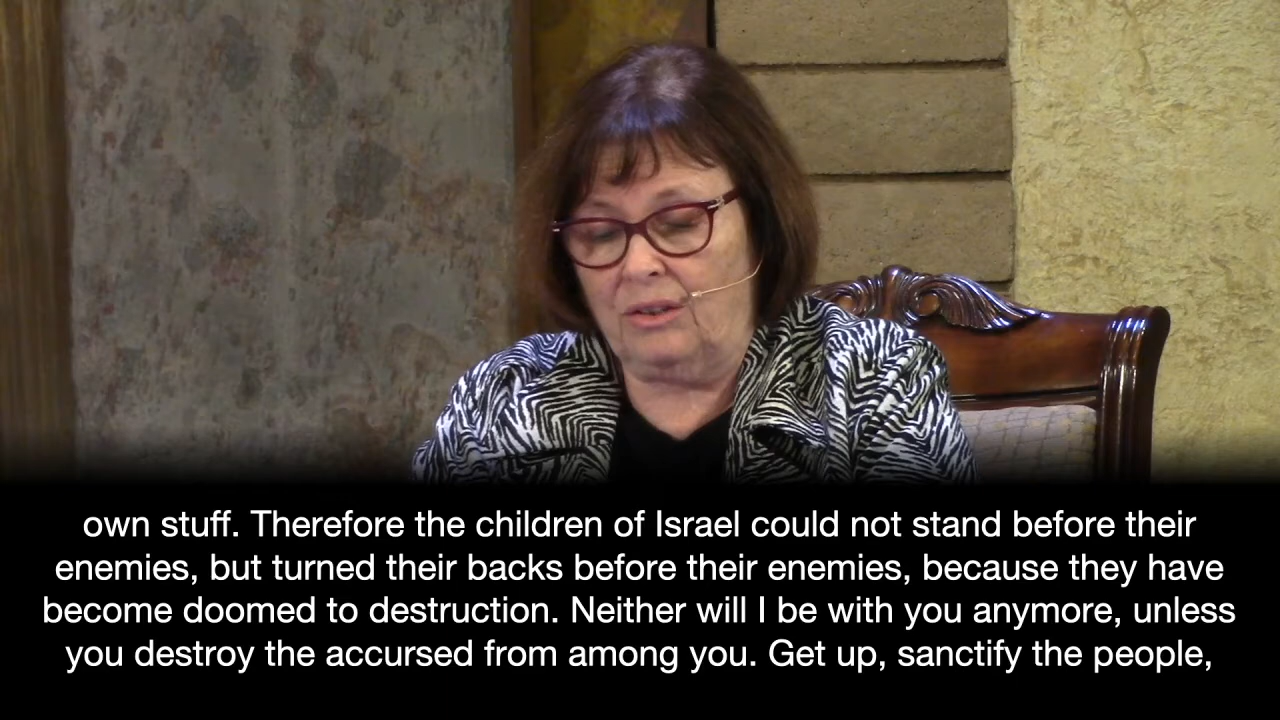 own stuff. Therefore the children of Israel could not stand before their
enemies, but turned their backs before their enemies, because they have
become doomed to destruction. Neither will I be with you anymore, unless
you destroy the accursed from among you. Get up, sanctify the people,